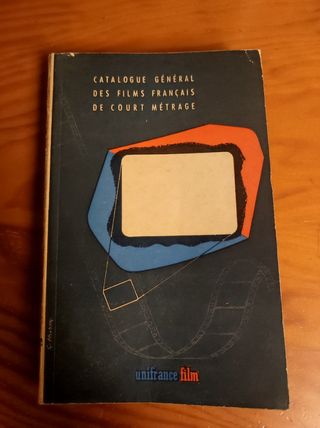 CATALOGUE GÉNÉRAL
DES FILMS FRANÇAIS
DE COURT MÉTRAGE
unifrance film